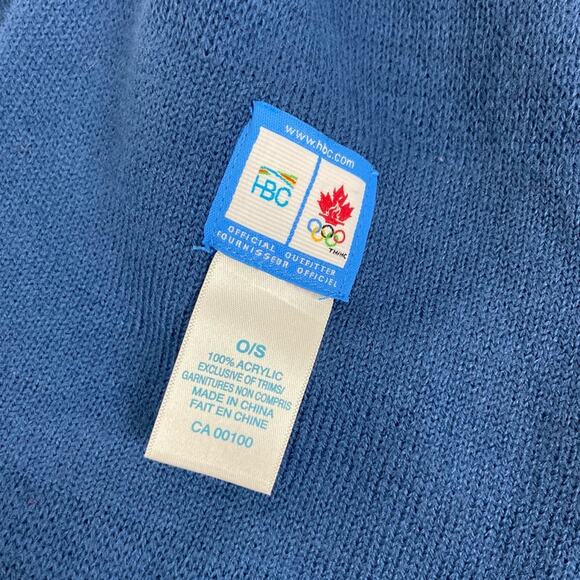 www.hbc.com
HBC
TM/MC
OFFICIAL OUTFITTER
FOURNISSEUR OFFICIEL
O/S
100% ACRYLIC
EXCLUSIVE OF TRIMS/
GARNITURES NON COMPRIS
MADE IN CHINA
FAIT EN CHINE
CA 00100